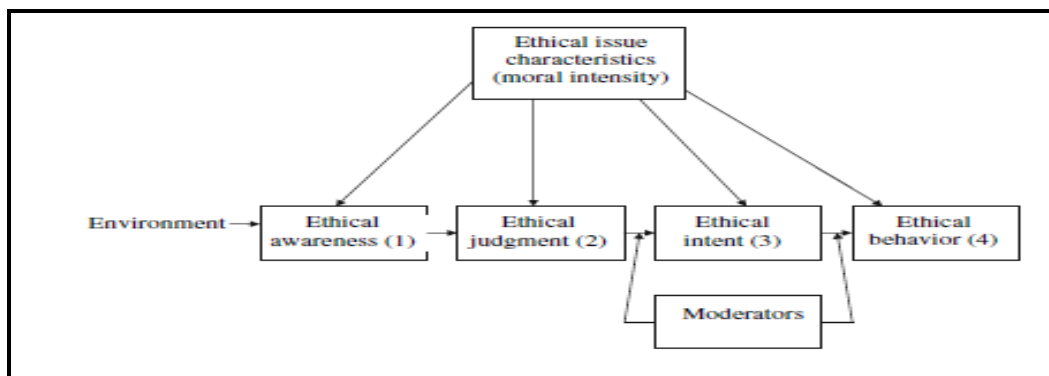 Ethical issue
characteristics
(moral intensity)
Environment
Ethical
awareness (1)
Ethical
judgment (2)
Ethical
intent (3)
Ethical
behavior (4)
Moderators